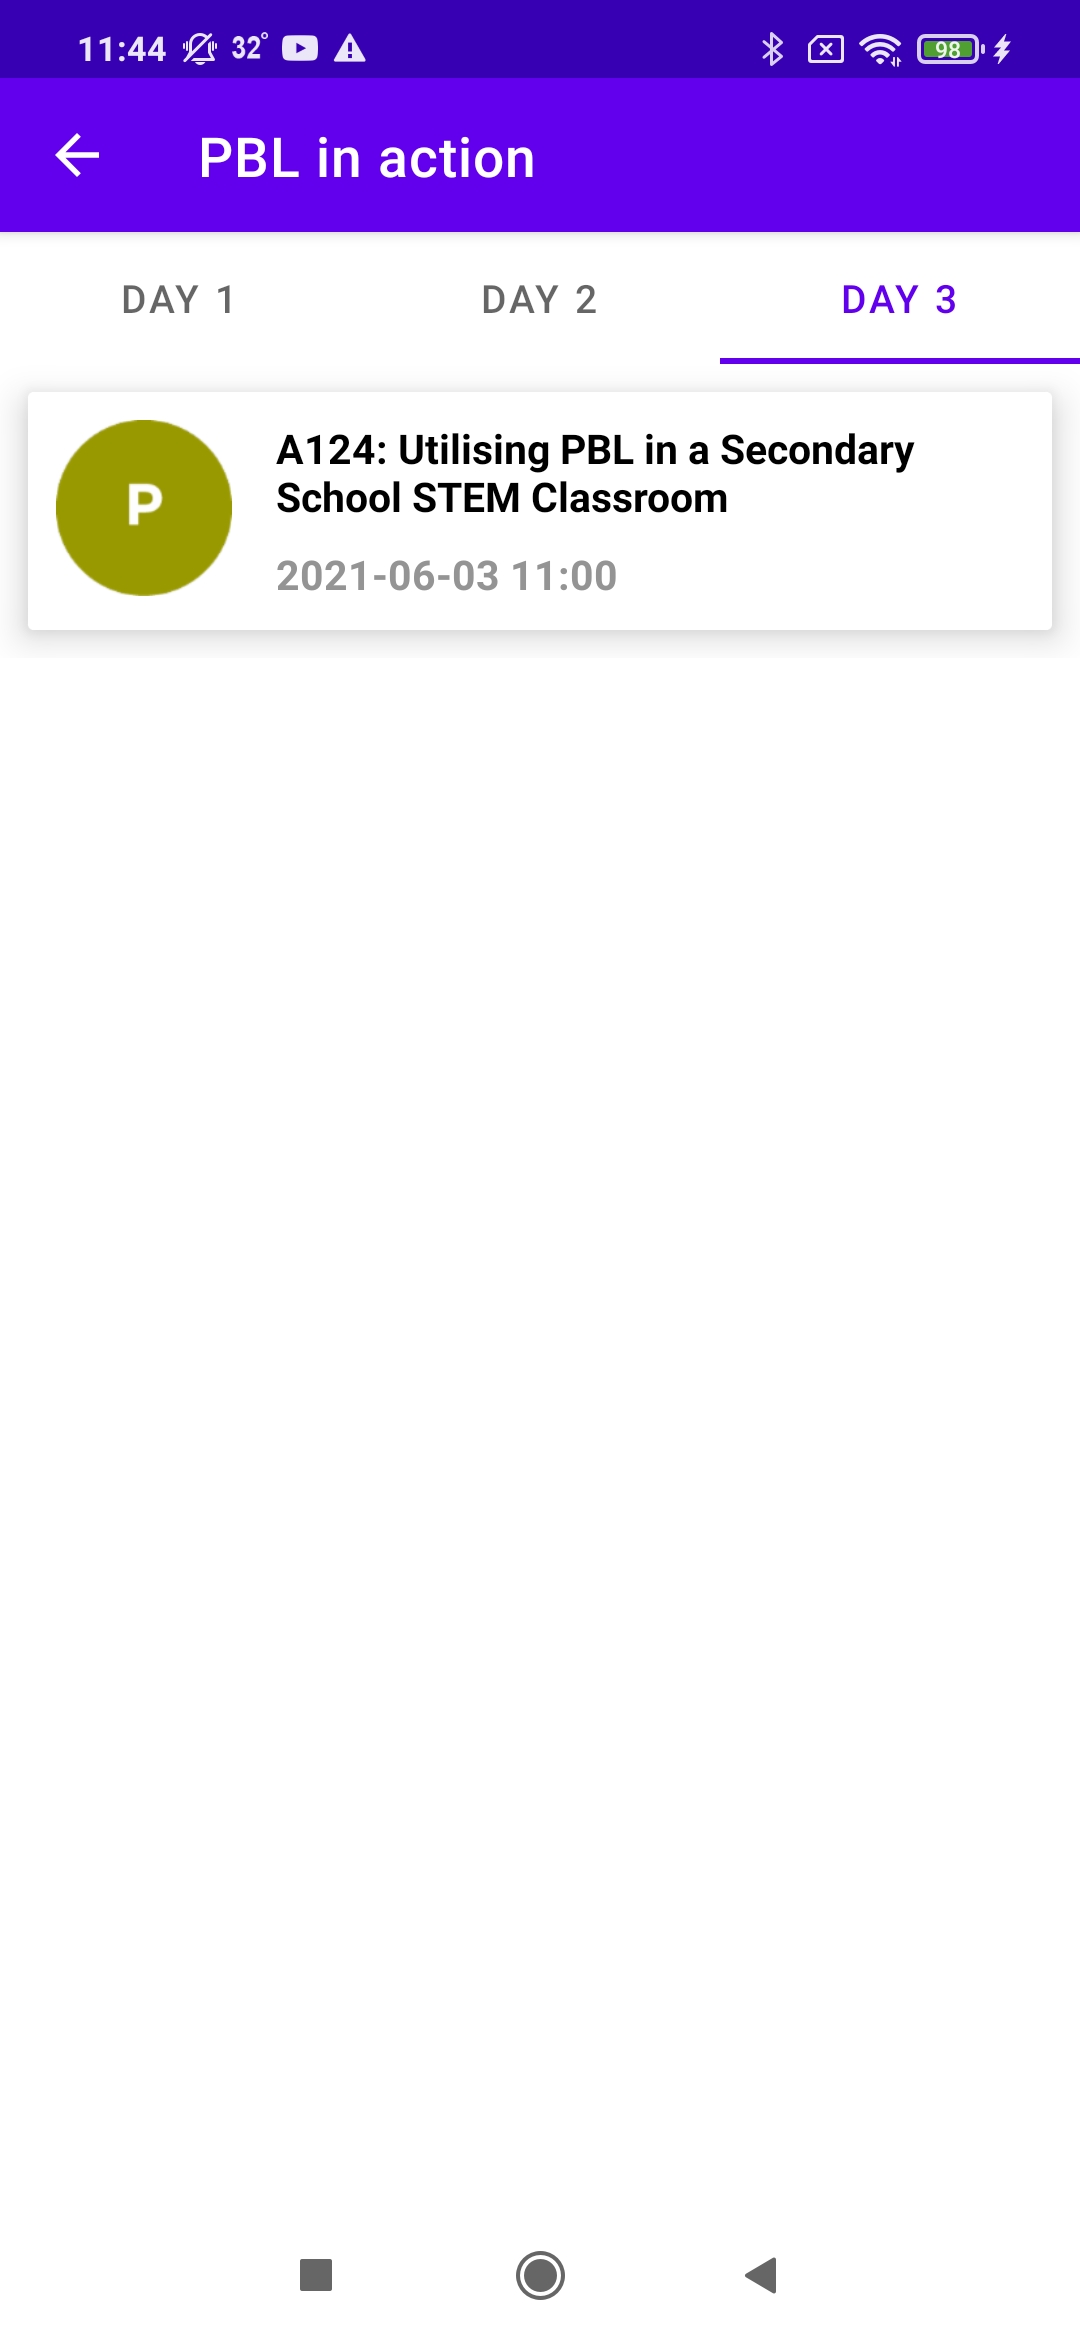 11:44 32° 98
PBL in action
DAY 1 DAY 2 DAY 3
P
A124: Utilising PBL in a Secondary
School STEM Classroom
2021-06-03 11:00